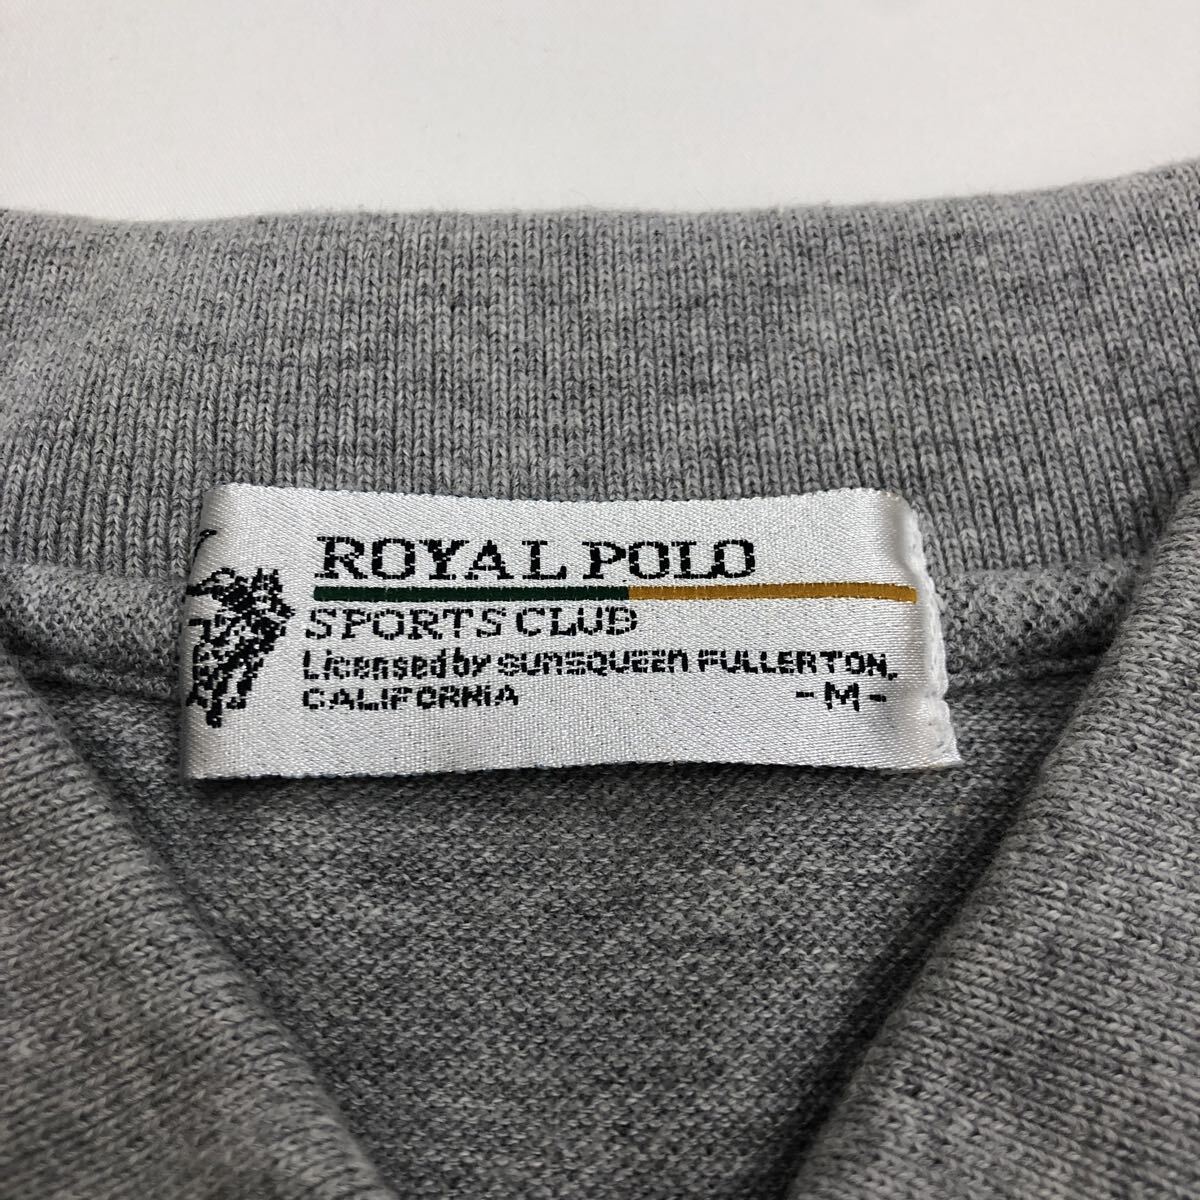 ROYAL POLO
SPORTS CLUB
Licensed by SUNSQUEEN FULLERTON,
CALIFORNIA -M-